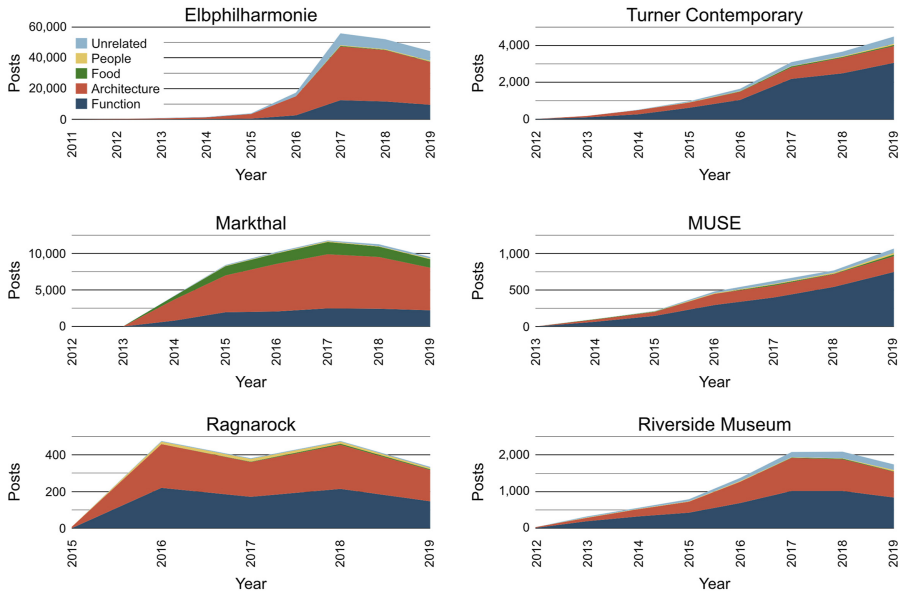 Elbphilharmonie
60,000
40,000
20,000
0
Posts
Unrelated
People
Food
Architecture
Function
2011
2012
2013
2014
2015
2016
2017
2018
2019
Year
Turner Contemporary
4,000
2,000
0
Posts
2012
2013
2014
2015
2016
2017
2018
2019
Year
Markthal
10,000
5,000
0
Posts
2012
2013
2014
2015
2016
2017
2018
2019
Year
MUSE
1,000
500
0
Posts
2013
2014
2015
2016
2017
2018
2019
Year
Ragnarock
400
200
0
Posts
2015
2016
2017
2018
2019
Year
Riverside Museum
2,000
1,000
0
Posts
2012
2013
2014
2015
2016
2017
2018
2019
Year